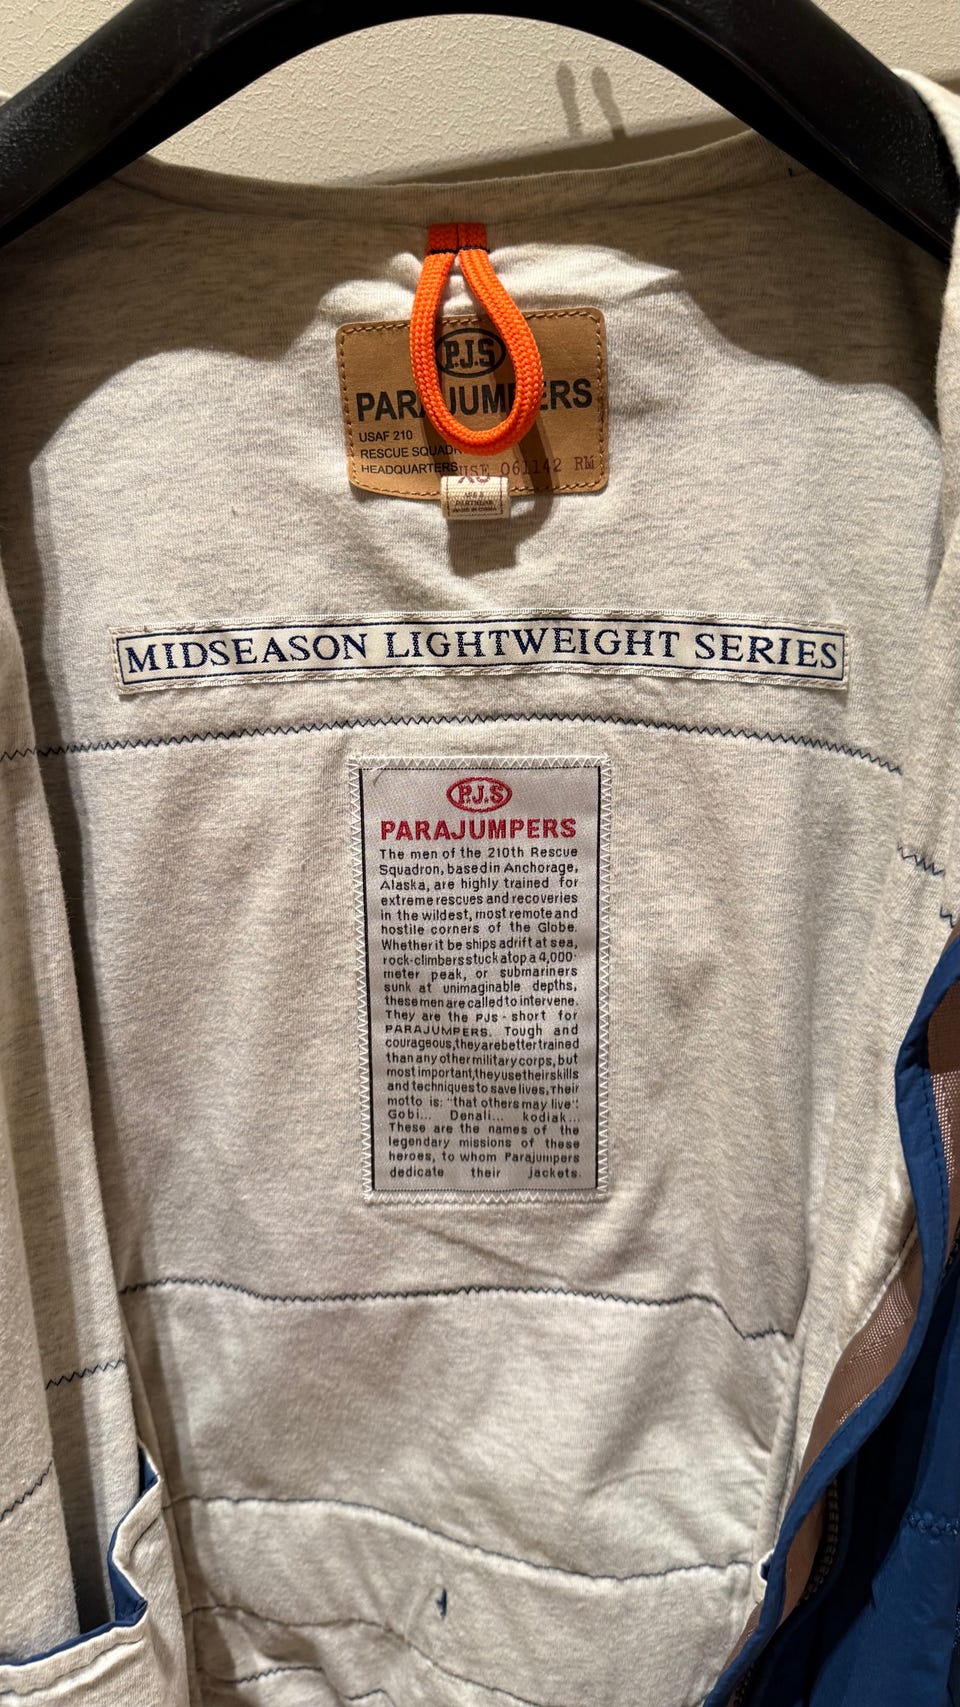 P.J.S
PARAJUMPERS
USAF 210
RESCUE SQUADR
HEADQUARTERS USE 061142 RM
XS
MADE IN CHINA
MIDSEASON LIGHTWEIGHT SERIES
P.J.S
PARAJUMPERS
The men of the 210th Rescue
Squadron, based in Anchorage,
Alaska, are highly trained for
extreme rescues and recoveries
in the wildest, most remote and
hostile corners of the Globe.
Whether it be ships adrift at sea,
rock-climbers stuck atop a 4,000-
meter peak, or submariners
sunk at unimaginable depths,
these men are called to intervene.
They are the PJs - short for
PARAJUMPERS. Tough and
courageous, they are better trained
than any other military corps, but
most important, they use their skills
and techniques to save lives, Their
motto is: "that others may live".
Gobi... Denali... kodiak...
These are the names of the
legendary missions of these
heroes, to whom Parajumpers
dedicate their jackets.